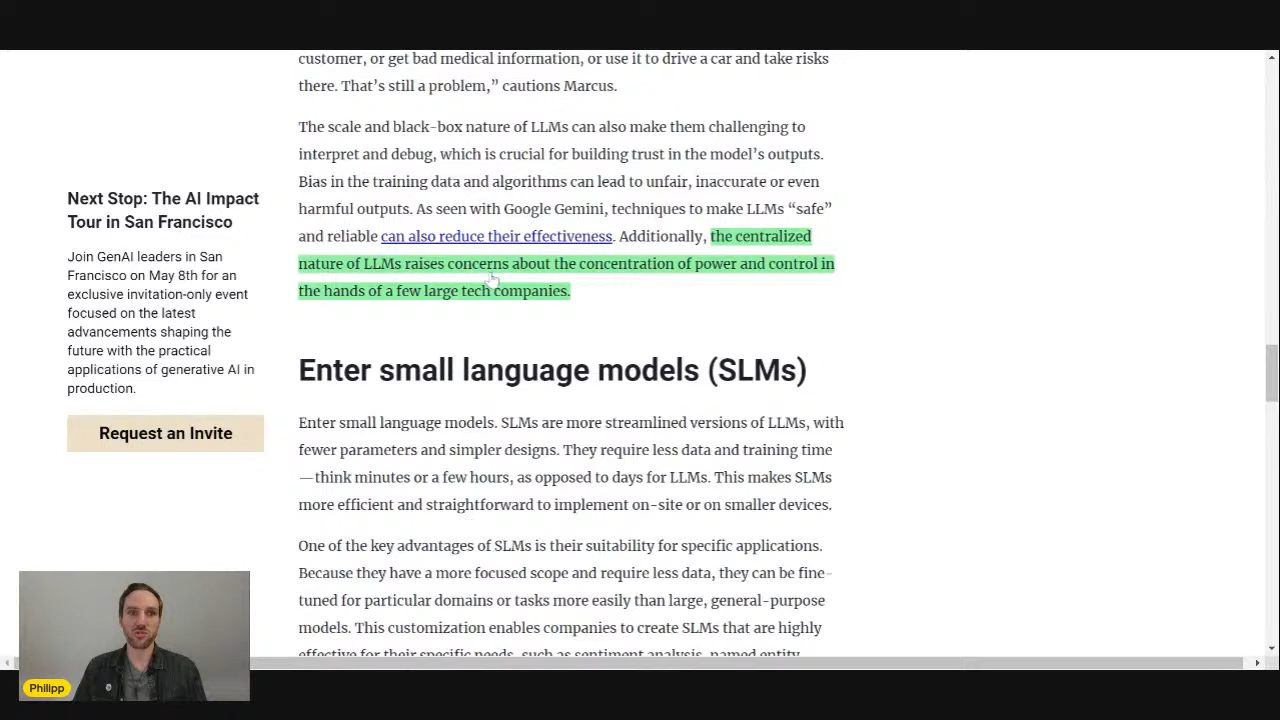 customer, or get bad medical information, or use it to drive a car and take risks
there. That’s still a problem,” cautions Marcus.
The scale and black-box nature of LLMs can also make them challenging to
interpret and debug, which is crucial for building trust in the model’s outputs.
Bias in the training data and algorithms can lead to unfair, inaccurate or even
harmful outputs. As seen with Google Gemini, techniques to make LLMs “safe”
and reliable can also reduce their effectiveness. Additionally, the centralized
nature of LLMs raises concerns about the concentration of power and control in
the hands of a few large tech companies.
Next Stop: The AI Impact
Tour in San Francisco
Join GenAI leaders in San
Francisco on May 8th for an
exclusive invitation-only event
focused on the latest
advancements shaping the
future with the practical
applications of generative AI in
production.
Request an Invite
Enter small language models (SLMs)
Enter small language models. SLMs are more streamlined versions of LLMs, with
fewer parameters and simpler designs. They require less data and training time
—think minutes or a few hours, as opposed to days for LLMs. This makes SLMs
more efficient and straightforward to implement on-site or on smaller devices.
One of the key advantages of SLMs is their suitability for specific applications.
Because they have a more focused scope and require less data, they can be fine-
tuned for particular domains or tasks more easily than large, general-purpose
models. This customization enables companies to create SLMs that are highly
effective for their specific needs, such as sentiment analysis, named entity
Philipp